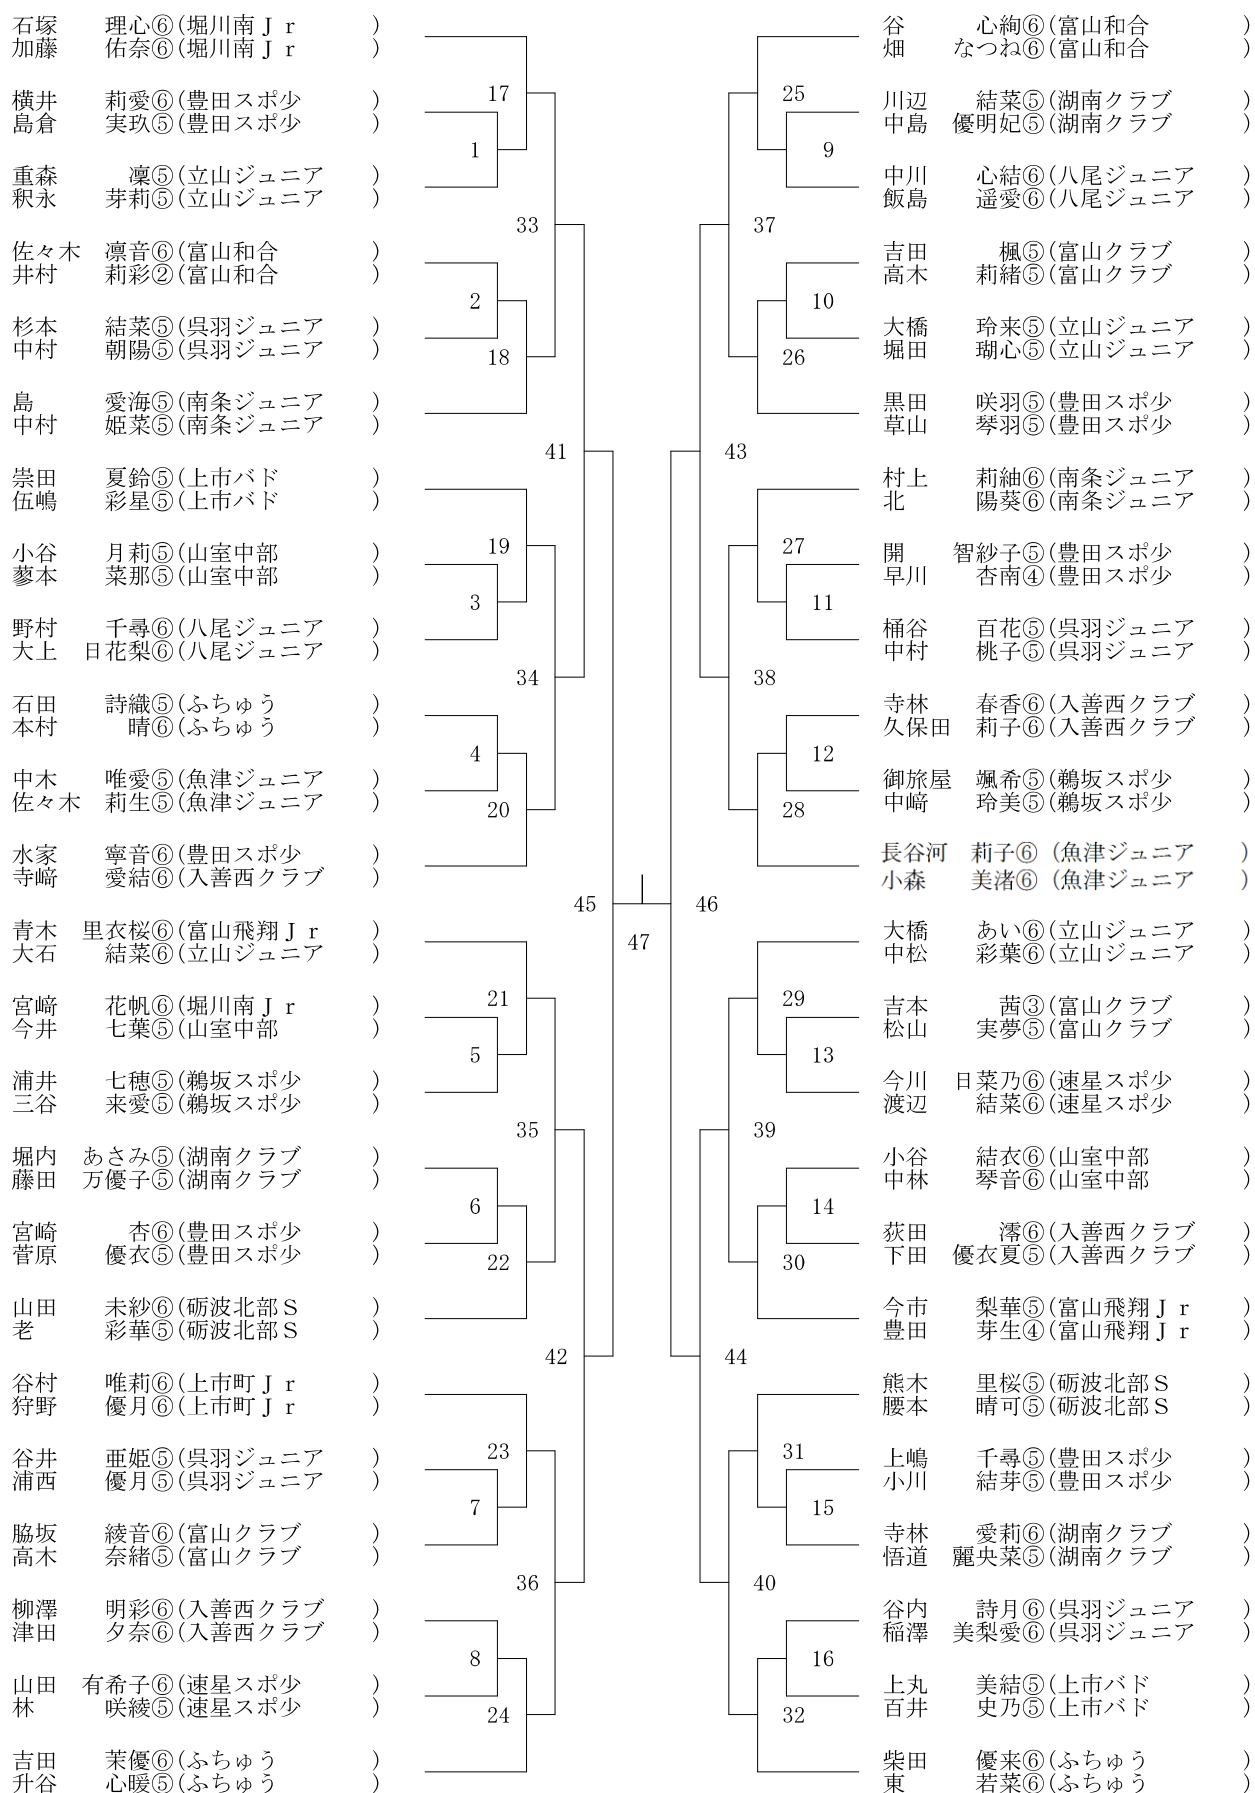 石塚 理心⑥(堀川南Ｊｒ )
加藤 佑奈⑥(堀川南Ｊｒ )
横井 莉愛⑥(豊田スポ少 )
島倉 実玖⑤(豊田スポ少 )
重森 凜⑤(立山ジュニア )
釈永 芽莉⑤(立山ジュニア )
佐々木 凛音⑥(富山和合 )
井村 莉彩②(富山和合 )
杉本 結菜⑤(呉羽ジュニア )
中村 朝陽⑤(呉羽ジュニア )
島 愛海⑤(南条ジュニア )
中村 姫菜⑤(南条ジュニア )
崇田 夏鈴⑤(上市バド )
伍嶋 彩星⑤(上市バド )
小谷 月莉⑤(山室中部 )
蓼本 菜那⑤(山室中部 )
野村 千尋⑥(八尾ジュニア )
大上 日花梨⑥(八尾ジュニア )
石田 詩織⑤(ふちゅう )
本村 晴⑥(ふちゅう )
中木 唯愛⑤(魚津ジュニア )
佐々木 莉生⑤(魚津ジュニア )
水家 寧音⑥(豊田スポ少 )
寺﨑 愛結⑥(入善西クラブ )
青木 里衣桜⑥(富山飛翔Ｊｒ )
大石 結菜⑥(立山ジュニア )
宮﨑 花帆⑥(堀川南Ｊｒ )
今井 七葉⑤(山室中部 )
浦井 七穂⑤(鵜坂スポ少 )
三谷 来愛⑤(鵜坂スポ少 )
堀内 あさみ⑤(湖南クラブ )
藤田 万優子⑤(湖南クラブ )
宮崎 杏⑥(豊田スポ少 )
菅原 優衣⑤(豊田スポ少 )
山田 未紗⑥(砺波北部Ｓ )
老 彩華⑤(砺波北部Ｓ )
谷村 唯莉⑥(上市町Ｊｒ )
狩野 優月⑥(上市町Ｊｒ )
谷井 亜姫⑤(呉羽ジュニア )
浦西 優月⑤(呉羽ジュニア )
脇坂 綾音⑥(富山クラブ )
高木 奈緒⑤(富山クラブ )
柳澤 明彩⑥(入善西クラブ )
津田 夕奈⑥(入善西クラブ )
山田 有希子⑥(速星スポ少 )
林 咲綾⑤(速星スポ少 )
吉田 茉優⑥(ふちゅう )
升谷 心暖⑤(ふちゅう )
17
1
33
2
18
41
19
3
34
4
20
45
21
5
35
6
22
42
23
7
36
8
24
47
25
9
37
10
26
43
27
11
38
12
28
46
29
13
39
14
30
44
31
15
40
16
32
谷 心絢⑥(富山和合 )
畑 なつね⑥(富山和合 )
川辺 結菜⑤(湖南クラブ )
中島 優明妃⑤(湖南クラブ )
中川 心結⑥(八尾ジュニア )
飯島 遥愛⑥(八尾ジュニア )
吉田 楓⑤(富山クラブ )
高木 莉緒⑤(富山クラブ )
大橋 玲来⑤(立山ジュニア )
堀田 瑚心⑤(立山ジュニア )
黒田 咲羽⑤(豊田スポ少 )
草山 琴羽⑤(豊田スポ少 )
村上 莉紬⑥(南条ジュニア )
北 陽葵⑥(南条ジュニア )
開 智紗子⑤(豊田スポ少 )
早川 杏南④(豊田スポ少 )
桶谷 百花⑤(呉羽ジュニア )
中村 桃子⑤(呉羽ジュニア )
寺林 春香⑥(入善西クラブ )
久保田 莉子⑥(入善西クラブ )
御旅屋 颯希⑤(鵜坂スポ少 )
中﨑 玲美⑤(鵜坂スポ少 )
長谷河 莉子⑥(魚津ジュニア )
小森 美渚⑥(魚津ジュニア )
大橋 あい⑥(立山ジュニア )
中松 彩葉⑥(立山ジュニア )
吉本 茜③(富山クラブ )
松山 実夢⑤(富山クラブ )
今川 日菜乃⑥(速星スポ少 )
渡辺 結菜⑥(速星スポ少 )
小谷 結衣⑥(山室中部 )
中林 琴音⑥(山室中部 )
荻田 澪⑥(入善西クラブ )
下田 優衣夏⑤(入善西クラブ )
今市 梨華⑤(富山飛翔Ｊｒ )
豊田 芽生④(富山飛翔Ｊｒ )
熊木 里桜⑤(砺波北部Ｓ )
腰本 晴可⑤(砺波北部Ｓ )
上嶋 千尋⑤(豊田スポ少 )
小川 結芽⑤(豊田スポ少 )
寺林 愛莉⑥(湖南クラブ )
悟道 麗央菜⑤(湖南クラブ )
谷内 詩月⑥(呉羽ジュニア )
稲澤 美梨愛⑥(呉羽ジュニア )
上丸 美結⑤(上市バド )
百井 史乃⑤(上市バド )
柴田 優来⑥(ふちゅう )
東 若菜⑥(ふちゅう )